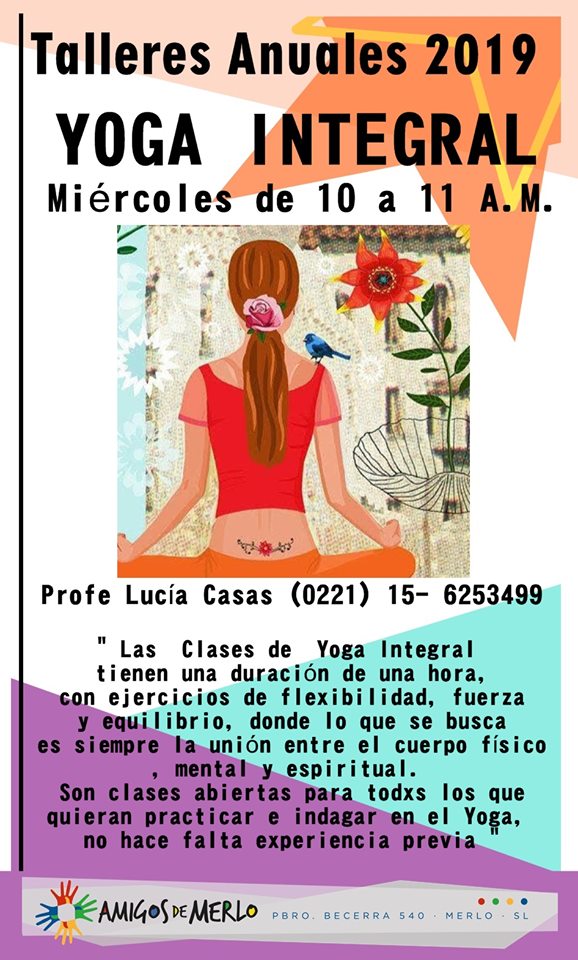 Talleres Anuales 2019
YOGA INTEGRAL
Miércoles de 10 a 11 A.M.
Profe Lucía Casas (0221) 15- 6253499
" Las Clases de Yoga Integral
tienen una duración de una hora,
con ejercicios de flexibilidad, fuerza
y equilibrio, donde lo que se busca
es siempre la unión entre el cuerpo físico
, mental y espiritual.
Son clases abiertas para todxs los que
quieran practicar e indagar en el Yoga,
no hace falta experiencia previa "
AMIGOS DE MERLO
PBRO. BECERRA 540 · MERLO · SL